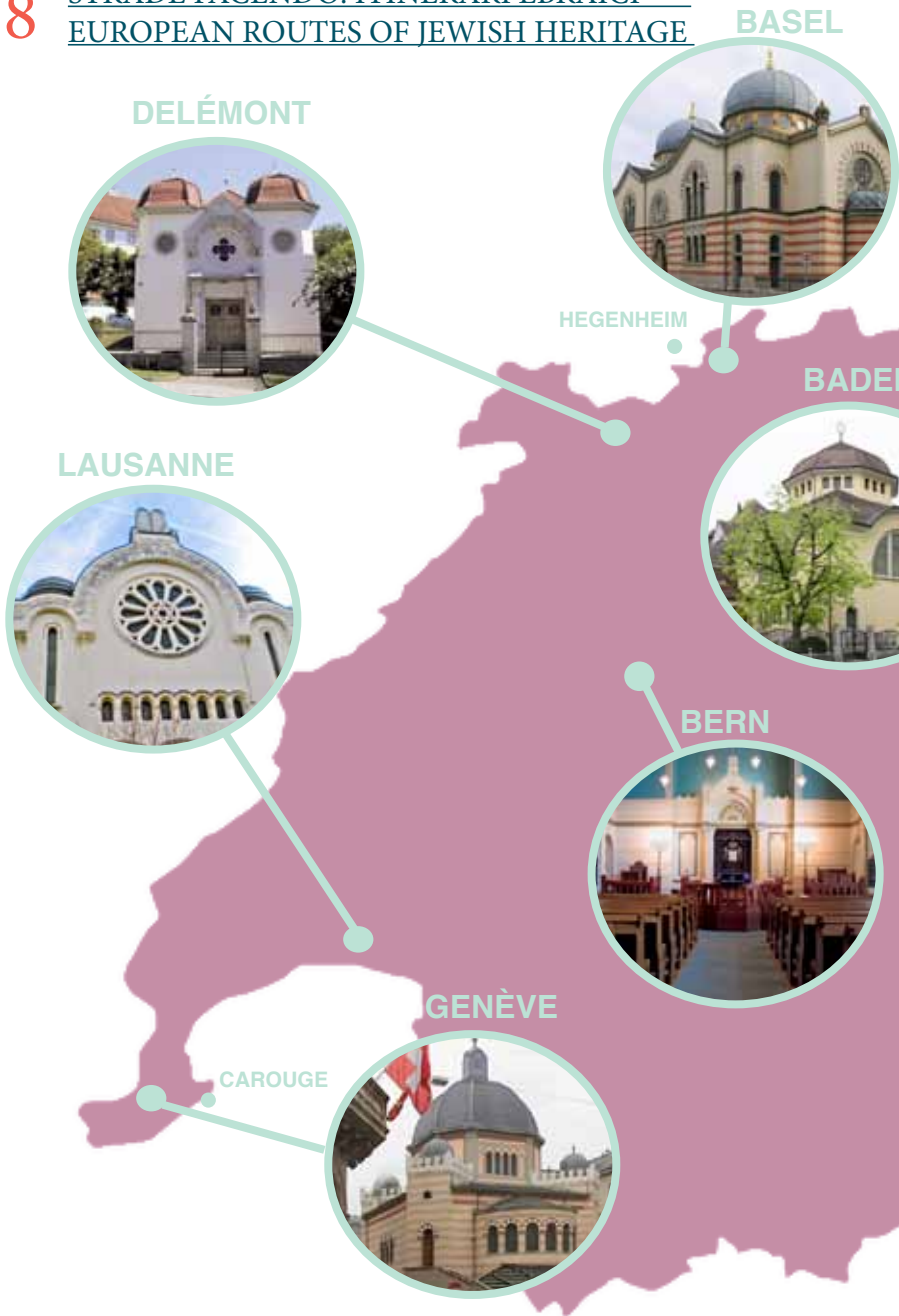 8
EUROPEAN ROUTES OF JEWISH HERITAGE
BASEL
DELÉMONT
HEGENHEIM
LAUSANNE
BERN
GENÈVE
CAROUGE